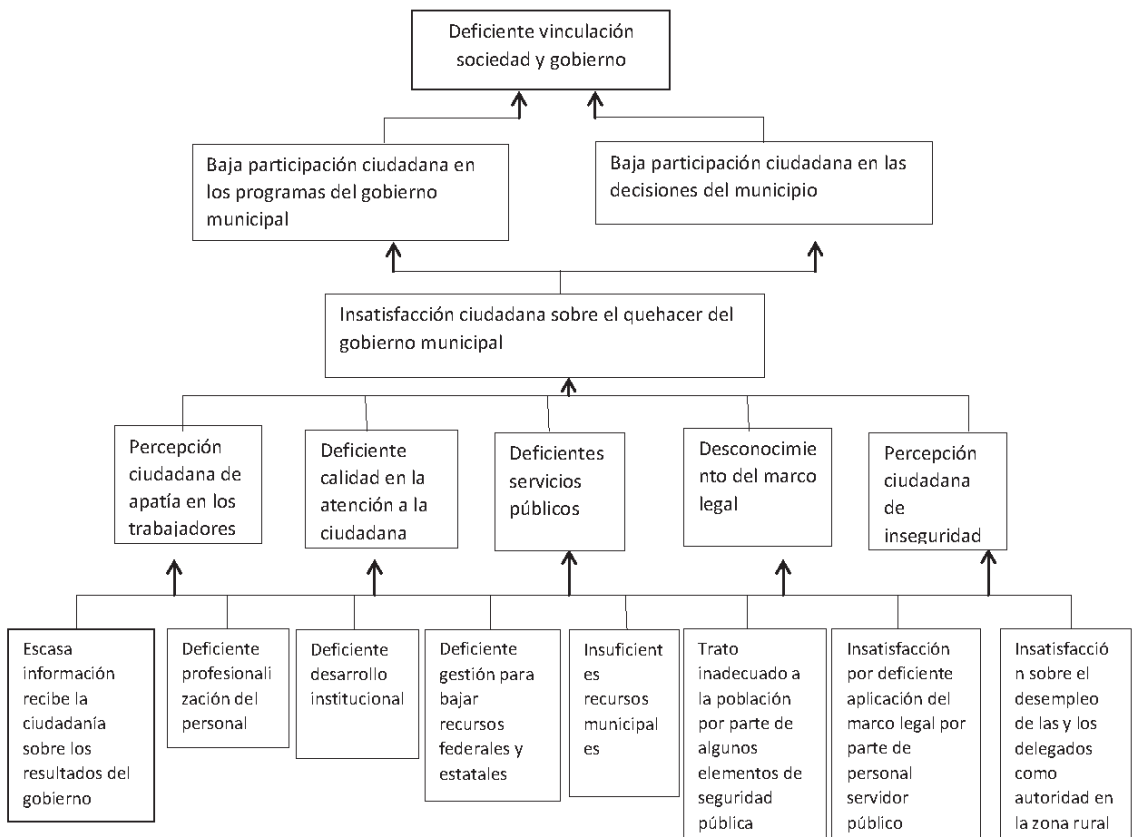 Deficiente vinculación
sociedad y gobierno
Baja participación ciudadana en
los programas del gobierno
municipal
Baja participación ciudadana en las
decisiones del municipio
Insatisfacción ciudadana sobre el quehacer del
gobierno municipal
Percepción
ciudadana de
apatía en los
trabajadores
Deficiente
calidad en la
atención a la
ciudadana
Deficientes
servicios
públicos
Desconocimie
nto del marco
legal
Percepción
ciudadana
de
inseguridad
Escasa
información
recibe la
ciudadanía
sobre los
resultados del
gobierno
Deficiente
profesionali
zación del
personal
Deficiente
desarrollo
institucional
Deficiente
gestión para
bajar
recursos
federales y
estatales
Insuficient
es
recursos
municipal
es
Trato
inadecuado a
la población
por parte de
algunos
elementos de
seguridad
pública
Insatisfacción
por deficiente
aplicación del
marco legal por
parte de
personal
servidor
público
Insatisfacció
n sobre el
desempleo
de las y los
delegados
como
autoridad en
la zona rural